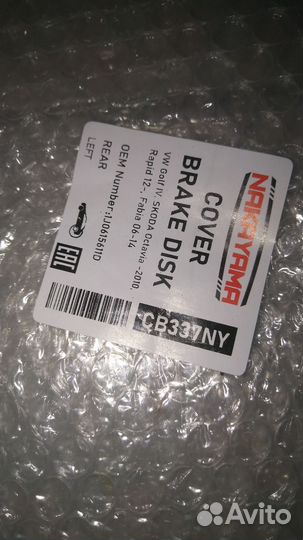 NAKAYAMA
COVER
BRAKE DISK
VW Golf IV, SKODA Octavia -2010,
Rapid 12-, Fabia 06-14
OEM Number:1J0615611D
REAR
LEFT
EAC
CB337NY
Avito